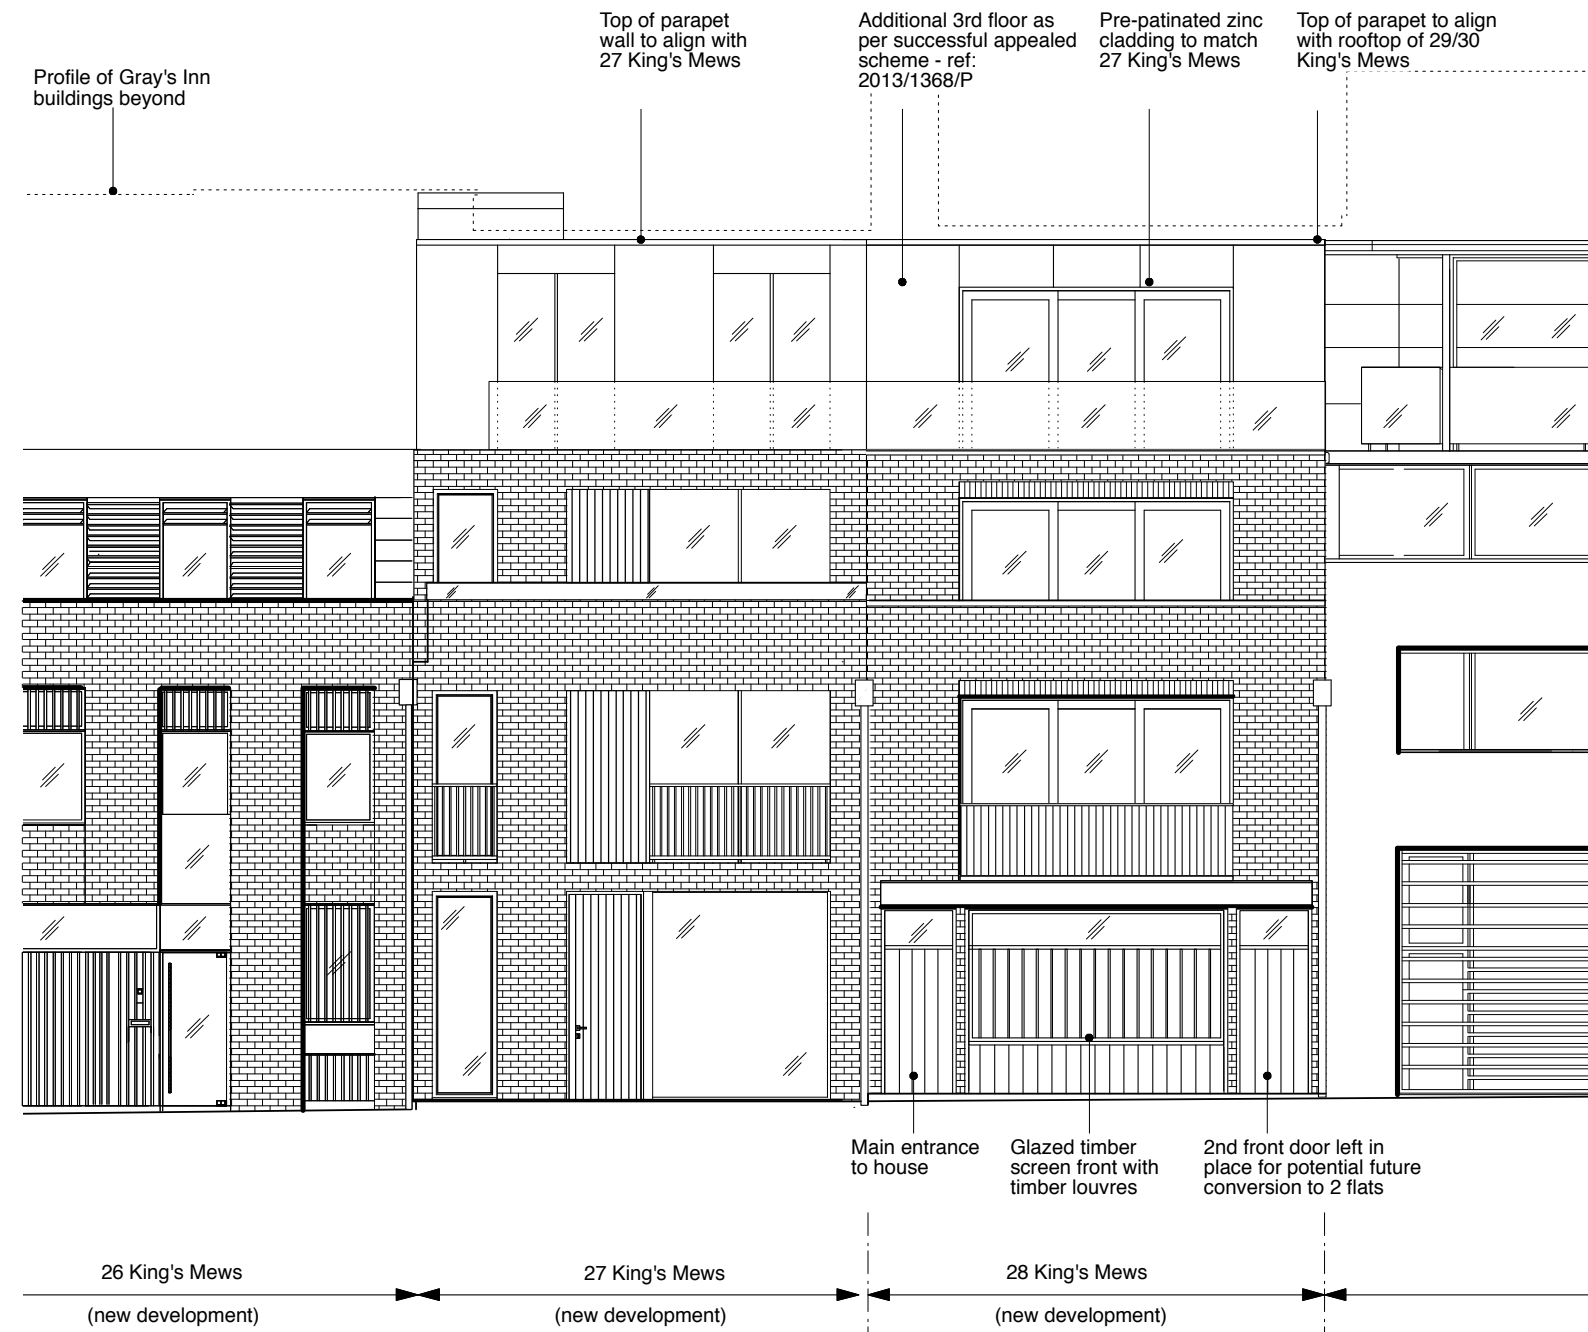 Profile of Gray's Inn
buildings beyond
Top of parapet
wall to align with
27 King's Mews
Additional 3rd floor as
per successful appealed
scheme - ref:
2013/1368/P
Pre-patinated zinc
cladding to match
27 King's Mews
Top of parapet to align
with rooftop of 29/30
King's Mews
Main entrance
to house
Glazed timber
screen front with
timber louvres
2nd front door left in
place for potential future
conversion to 2 flats
26 King's Mews
(new development)
27 King's Mews
(new development)
28 King's Mews
(new development)